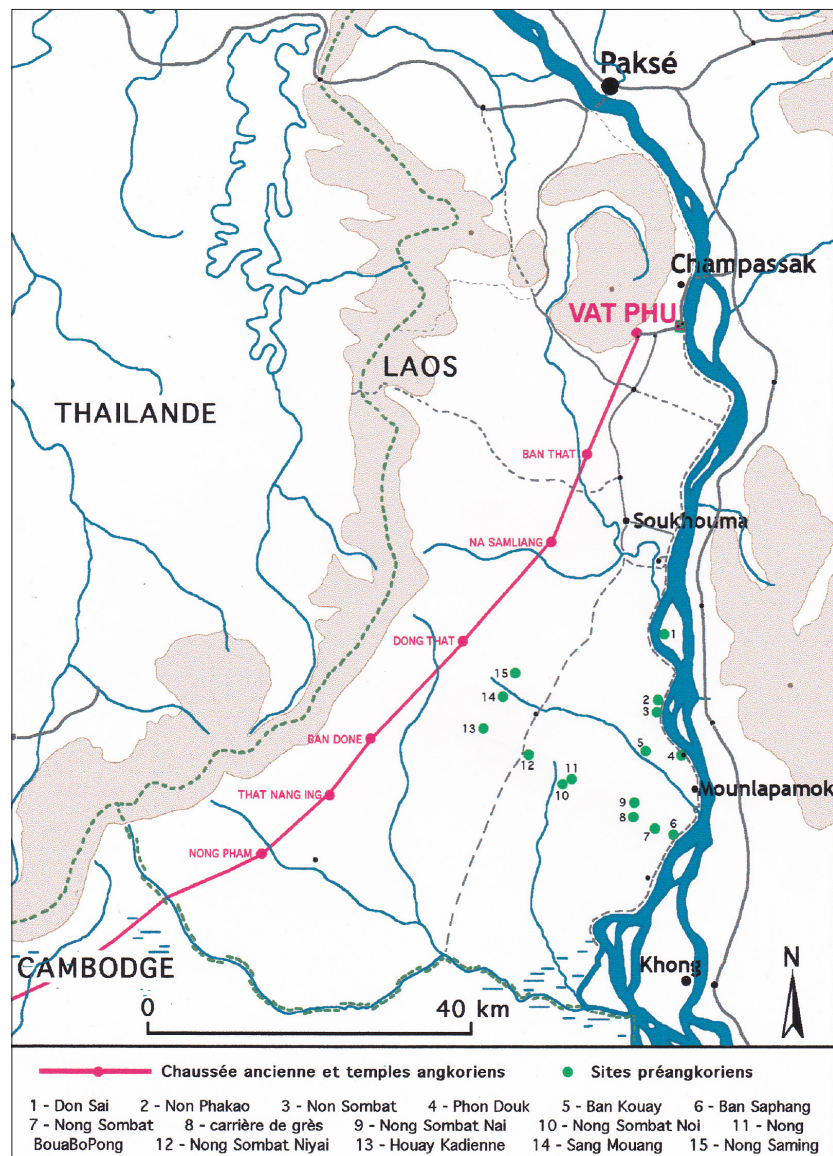 Paksé
Champassak
VAT PHU
LAOS
THAILANDE
BAN THAT
Soukhouma
NA SAMLIANG
1
DONG THAT
15
14
2
3
13
BAN DONE
5
4
12
11
10
Mounlapamok
THAT NANG ING
9
8
7
6
NONG PHAM
CAMBODGE
Khong
N
0
40 km
Chaussée ancienne et temples angkoriens
Sites préangkoriens
1 - Don Sai 2 - Non Phakao 3 - Non Sombat 4 - Phon Douk 5 - Ban Kouay 6 - Ban Saphang
7 - Nong Sombat 8 - carrière de grès 9 - Nong Sombat Nai 10 - Nong Sombat Noi 11 - Nong
BouaBoPong 12 - Nong Sombat Niyai 13 - Houay Kadienne 14 - Sang Mouang 15 - Nong Saming